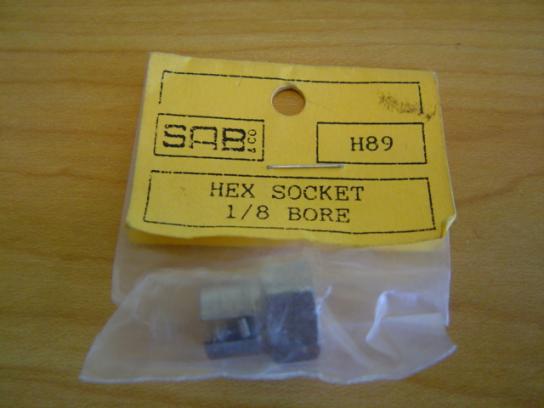 SAB & CO
H89
HEX SOCKET
1/8 BORE